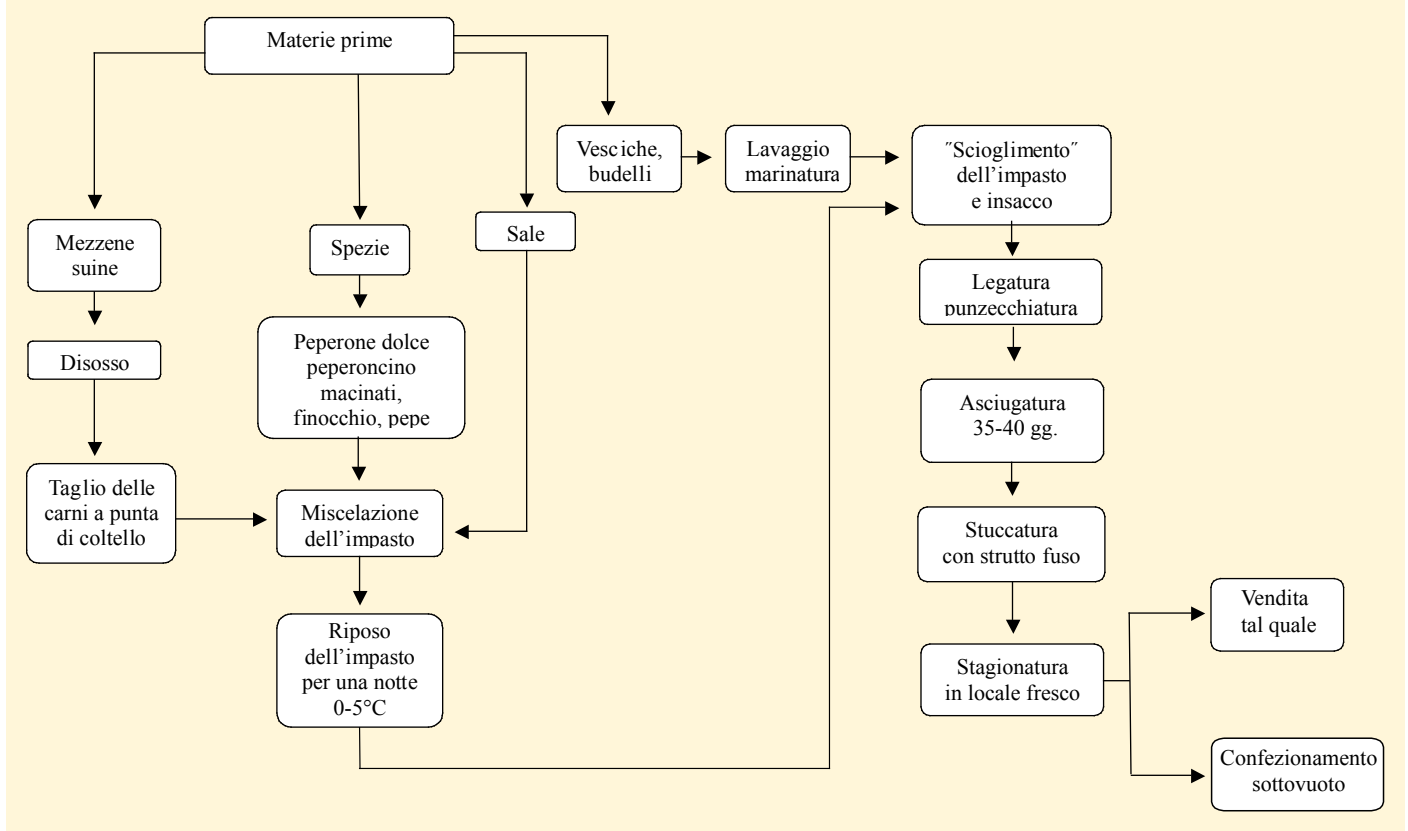 Materie prime
Vesciche,
budelli
Lavaggio
marinatura
˝Scioglimento˝
dell’impasto
e insacco
Mezzene
suine
Spezie
Sale
Legatura
punzecchiatura
Disosso
Peperone dolce
peperoncino
macinati,
finocchio, pepe
Asciugatura
35-40 gg.
Taglio delle
carni a punta
di coltello
Miscelazione
dell’impasto
Stuccatura
con strutto fuso
Riposo
dell’impasto
per una notte
0-5°C
Stagionatura
in locale fresco
Vendita
tal quale
Confezionamento
sottovuoto